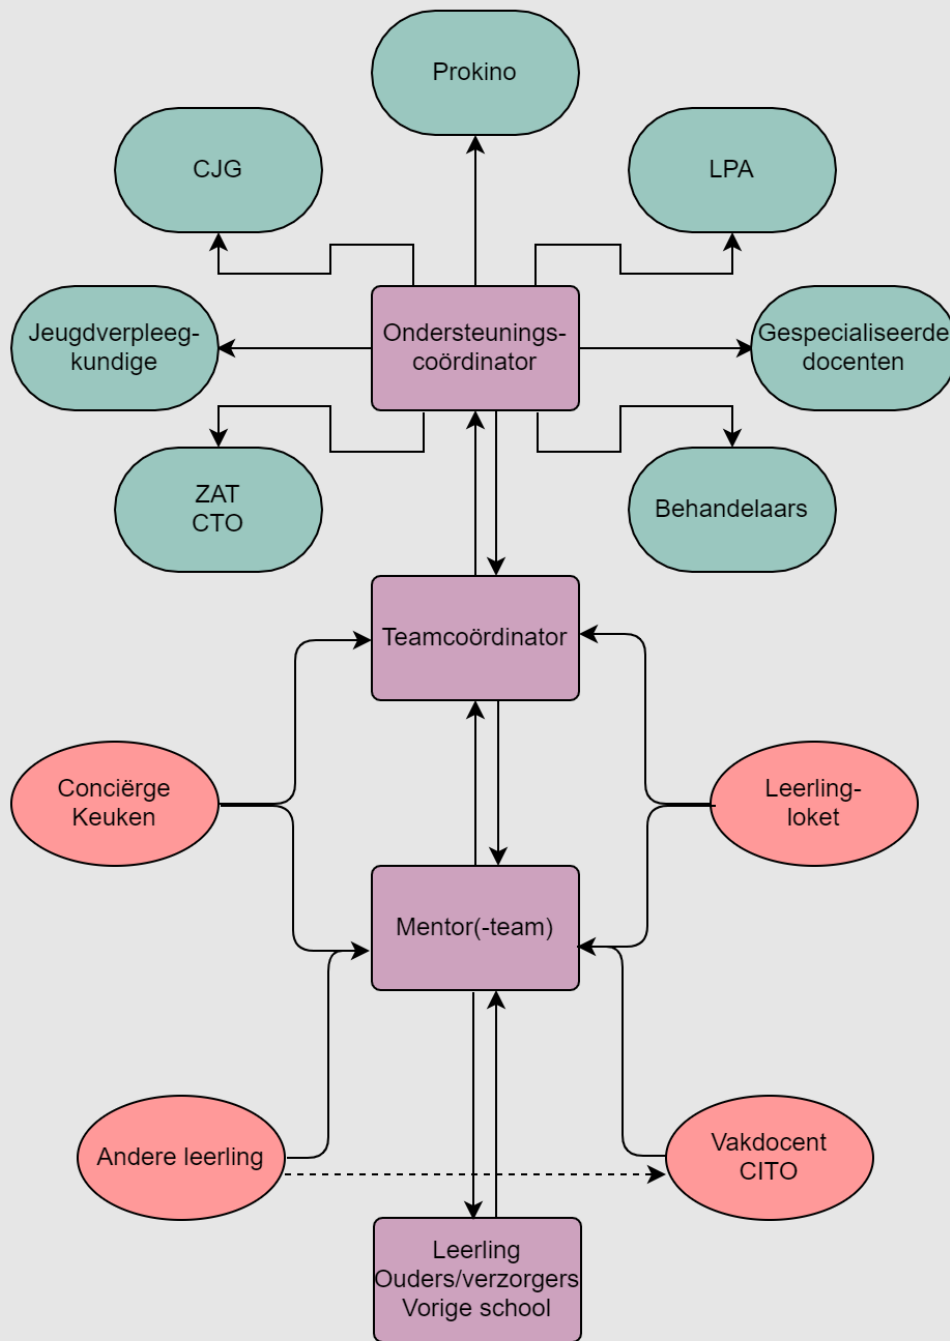 Prokino
CJG
LPA
Jeugdverpleeg-
kundige
Ondersteunings-
coördinator
Gespecialiseerde
docenten
ZAT
CTO
Behandelaars
Teamcoördinator
Conciërge
Keuken
Leerling-
loket
Mentor(-team)
Andere leerling
Vakdocent
CITO
Leerling
Ouders/verzorgers
Vorige school